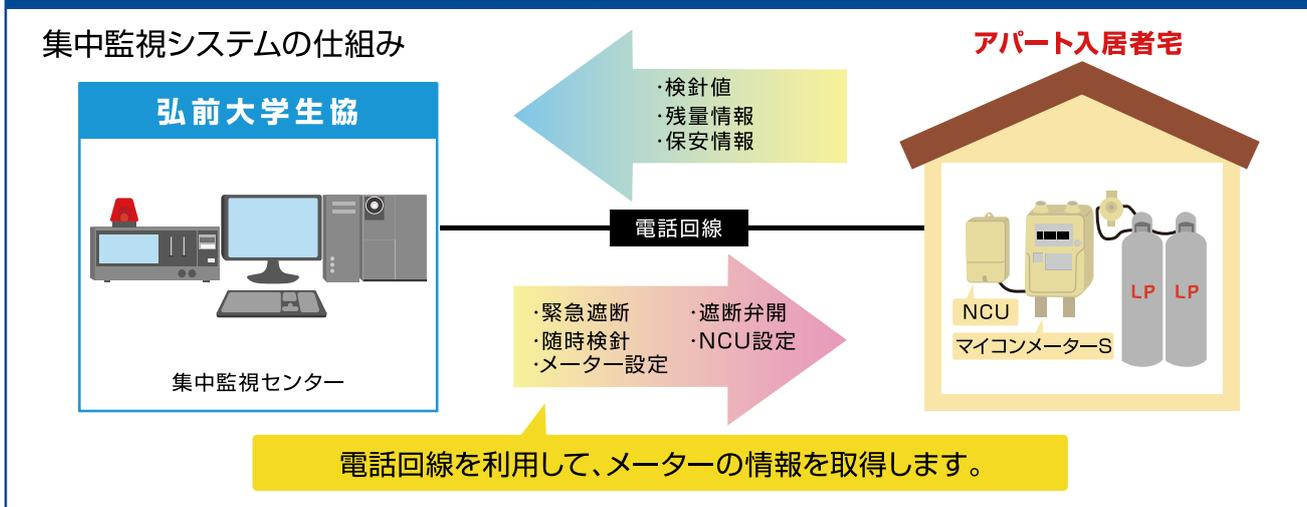 集中監視システムの仕組み
弘前大学生協
集中監視センター
・検針値
・残量情報
・保安情報
電話回線
・緊急遮断
・随時検針
・メーター設定
・遮断弁開
・NCU設定
アパート入居者宅
NCU
マイコンメーターS
LP
LP
電話回線を利用して、メーターの情報を取得します。